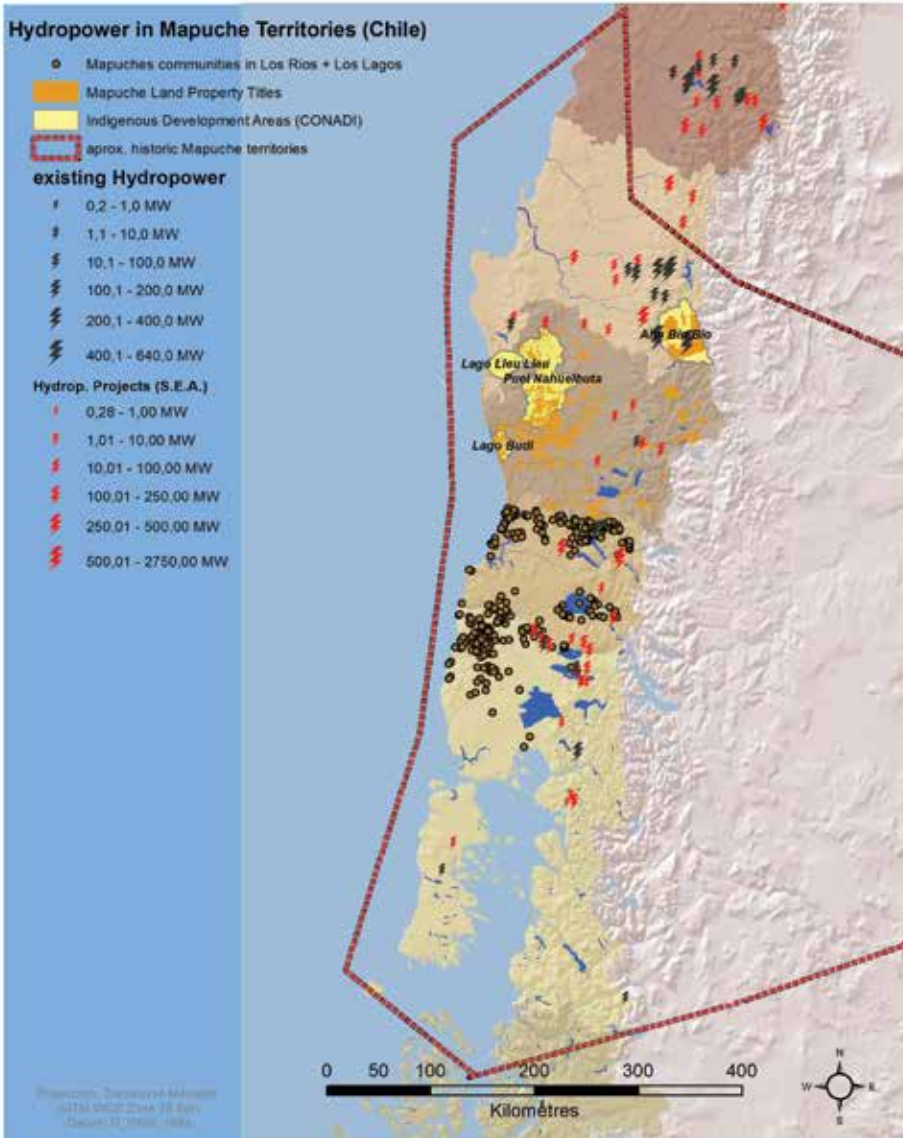 Hydropower in Mapuche Territories (Chile)
Mapuches communities in Los Rios + Los Lagos
Mapuche Land Property Titles
Indigenous Development Areas (CONADI)
aprox. historic Mapuche territories
existing Hydropower
0,2 - 1,0 MW
1,1 - 10,0 MW
10,1 - 100,0 MW
100,1 - 200,0 MW
200,1 - 400,0 MW
400,1 - 640,0 MW
Hydrop. Projects (S.E.A.)
0,28 - 1,00 MW
1,01 - 10,00 MW
10,01 - 100,00 MW
100,01 - 250,00 MW
250,01 - 500,00 MW
500,01 - 2750,00 MW
Alto Bio Bio
Lago Lleu Lleu
Puel Nahuelbuta
Lago Budi
0 100 200 300 400
Kilométres
N
W E
S